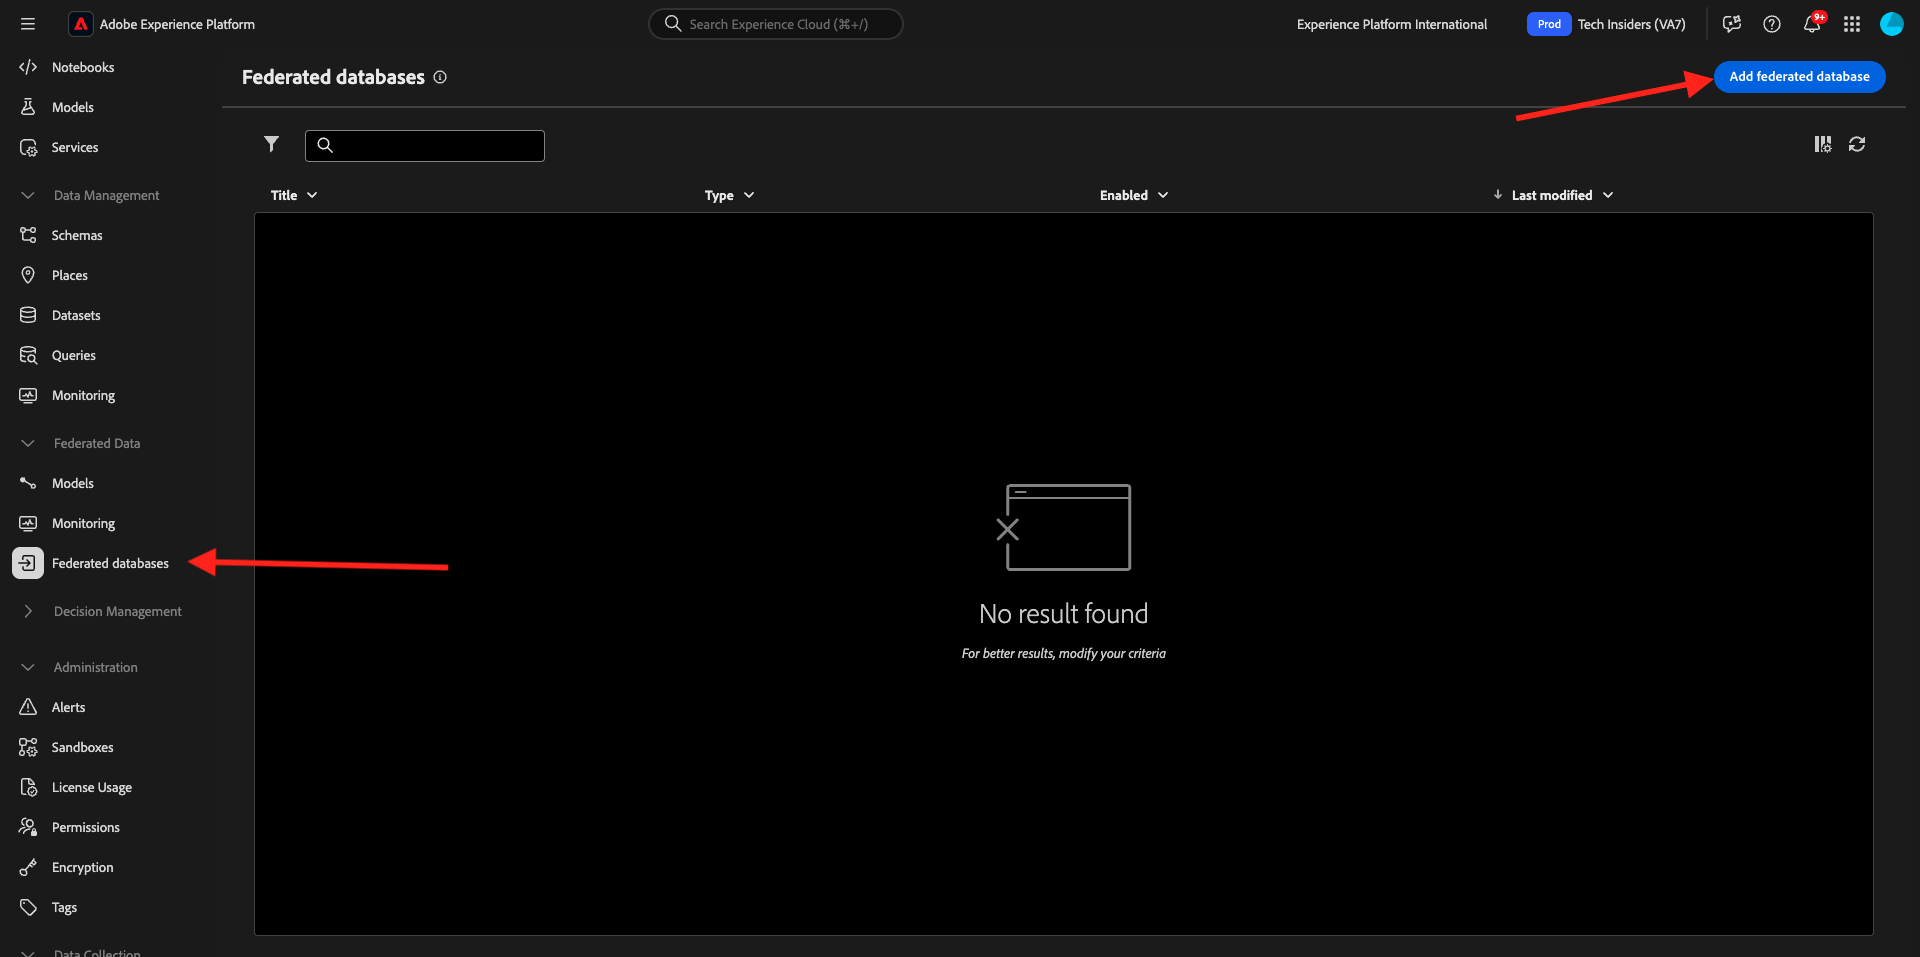 Adobe Experience Platform
Search Experience Cloud (⌘+/)
Experience Platform International
Prod
Tech Insiders (VA7)
9+
Notebooks
Models
Services
Data Management
Schemas
Places
Datasets
Queries
Monitoring
Federated Data
Models
Monitoring
Federated databases
Decision Management
Administration
Alerts
Sandboxes
License Usage
Permissions
Encryption
Tags
Data Collection
Federated databases
Add federated database
Title
Type
Enabled
Last modified
No result found
For better results, modify your criteria